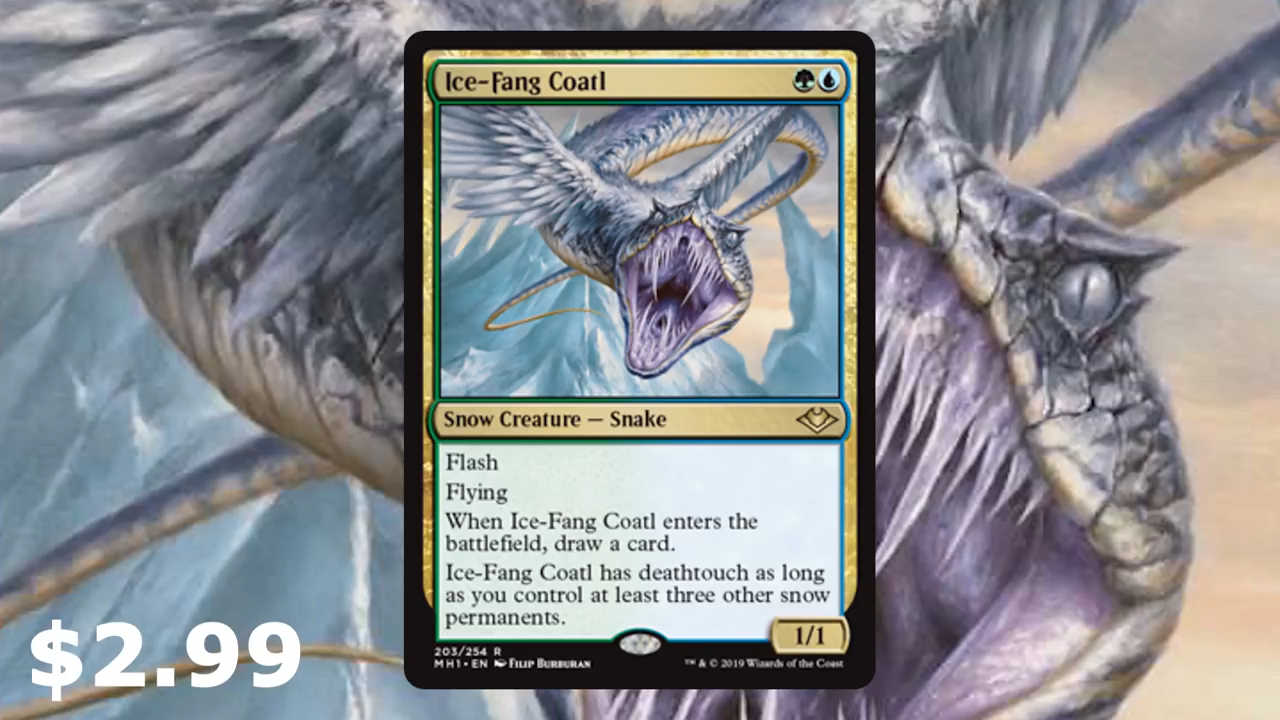 Ice-Fang Coatl
Snow Creature — Snake
Flash
Flying
When Ice-Fang Coatl enters the
battlefield, draw a card.
Ice-Fang Coatl has deathtouch as long
as you control at least three other snow
permanents.
1/1
203/254 R
MH1 • EN Filip Burburan
™ & © 2019 Wizards of the Coast
$2.99